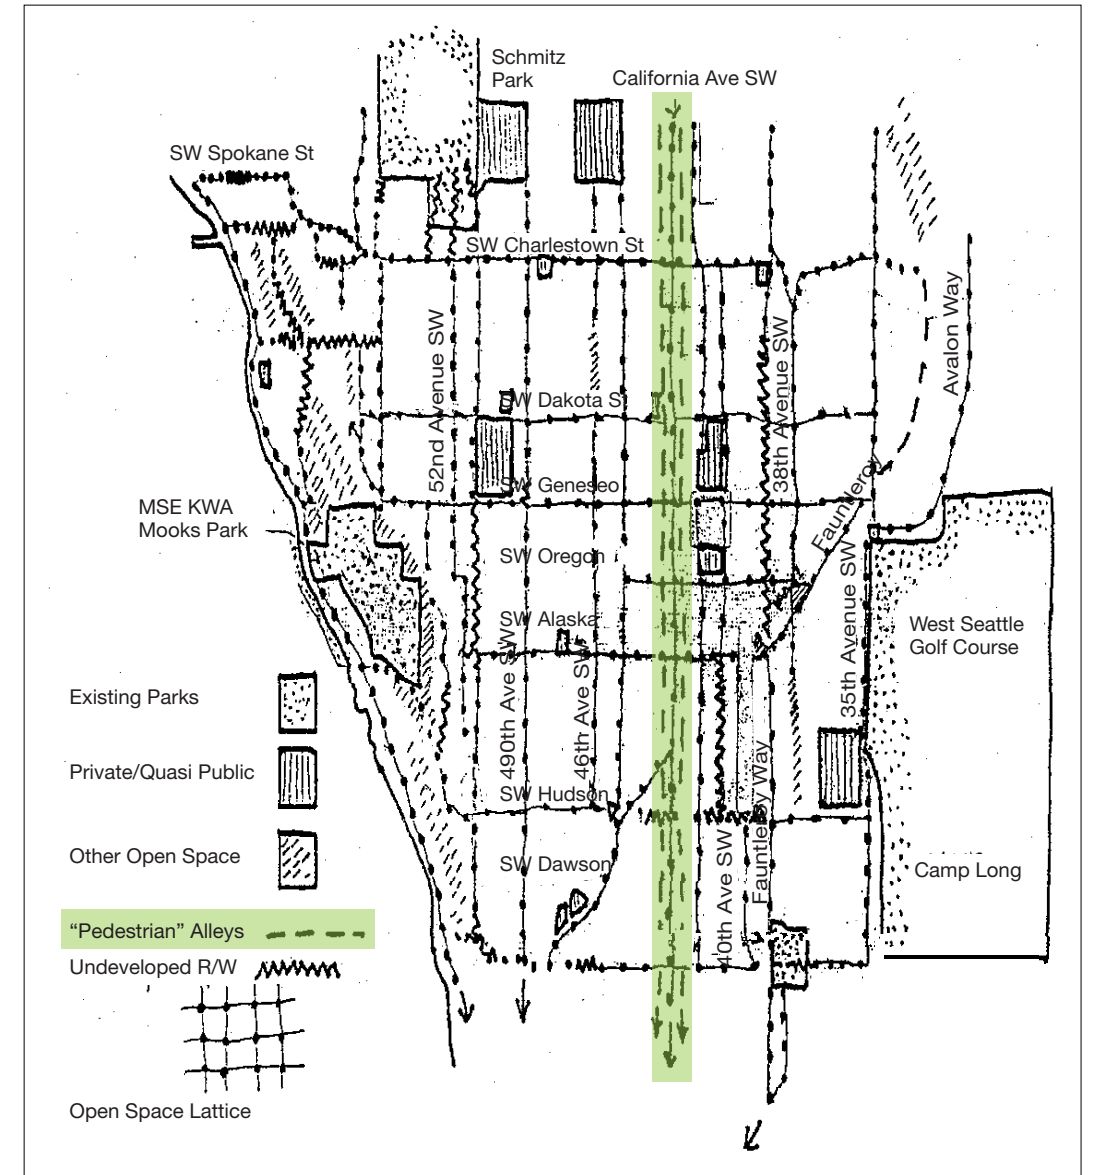 Schmitz
Park
California Ave SW
SW Spokane St
SW Charlestown St
Avalon Way
52nd Avenue SW
38th Avenue SW
SW Dakota S
SW Geneseo
Fauntleroy
MSE KWA
Mooks Park
SW Oregon
35th Avenue SW
SW Alaska
West Seattle
Golf Course
490th Ave SW
46th Ave SW
Existing Parks
Private/Quasi Public
Fauntleroy Way
SW Hudson
Other Open Space
SW Dawson
40th Ave SW
Camp Long
“Pedestrian” Alleys
Undeveloped R/W
Open Space Lattice